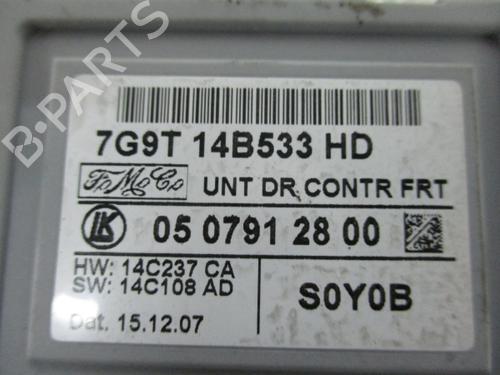 7G9T 14B533 HD
FoMoCo UNT DR CONTR FRT
LK 05 0791 28 00
HW: 14C237 CA
SW: 14C108 AD
S0Y0B
Dat. 15.12.07
B-PARTS